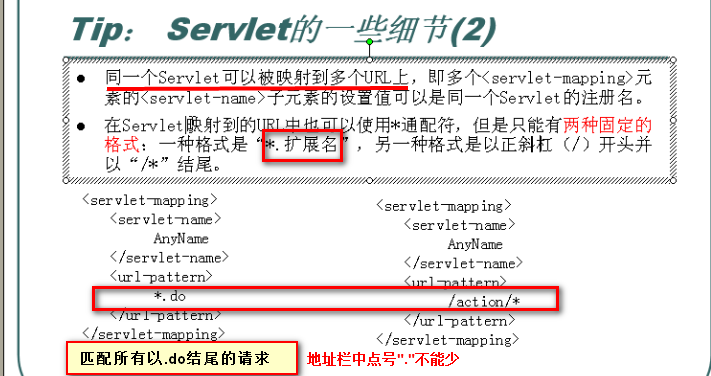 Tip： Servlet的一些细节(2)
● 同一个Servlet可以被映射到多个URL上，即多个<servlet-mapping>元
素的<servlet-name>子元素的设置值可以是同一个Servlet的注册名。
● 在Servlet映射到的URL中也可以使用*通配符，但是只能有两种固定的
格式：一种格式是“*.扩展名”，另一种格式是以正斜杠（/）开头并
以“/*”结尾。
<servlet-mapping>
<servlet-name>
AnyName
</servlet-name>
<url-pattern>
*.do
</url-pattern>
</servlet-mapping>
<servlet-mapping>
<servlet-name>
AnyName
</servlet-name>
<url-pattern>
/action/*
</url-pattern>
</servlet-mapping>
匹配所有以.do结尾的请求
地址栏中点号"."不能少